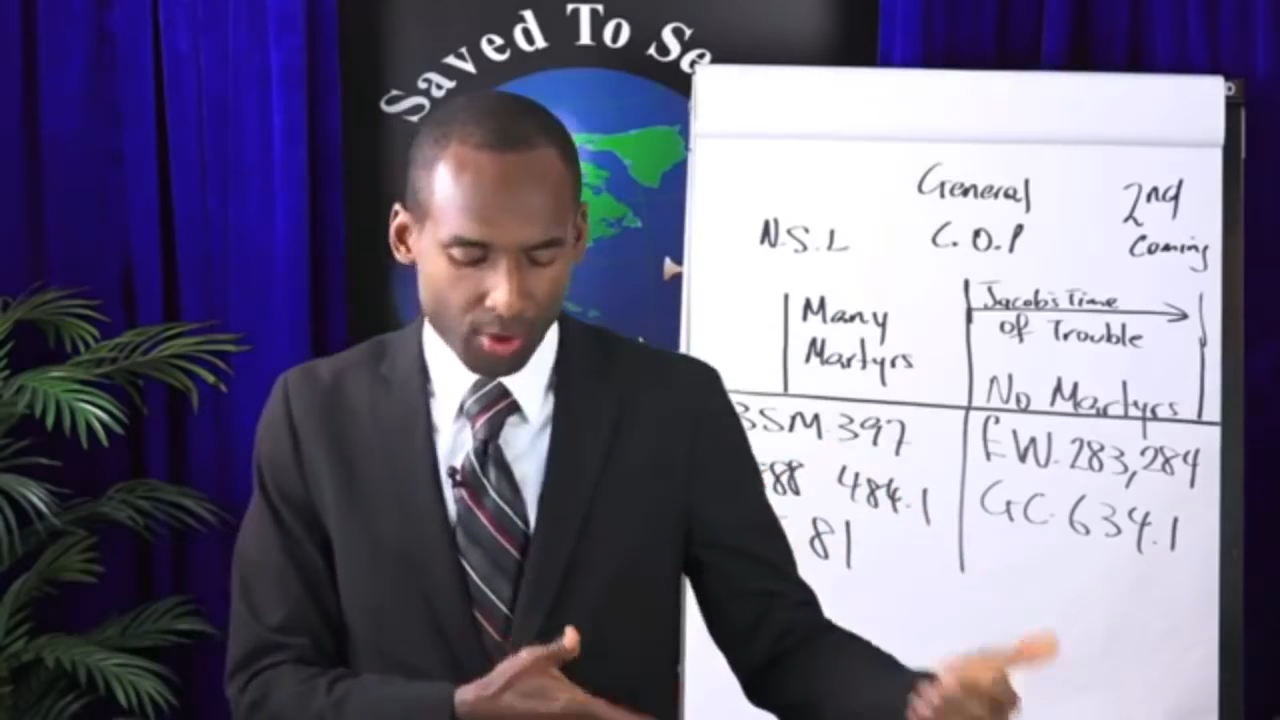 Saved To Se
General
2nd
N.S.L
C.O.P
Coming
Many
Martyrs
Jacob's Time
of Trouble
No Martyrs
3SM 397
88 484.1
81
EW. 283,284
GC. 634.1